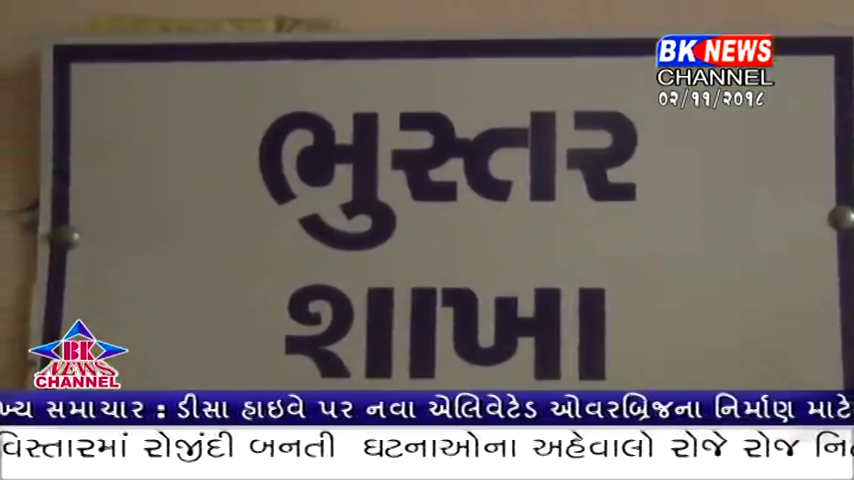 BK NEWS
CHANNEL
૦૨/૧૧/૨૦૧૮
ભુસ્તર
શાખા
BK
NEWS
CHANNEL
સમાચાર : ડીસા હાઇવે પર નવા એલિવેટેડ ઓવરબ્રિજના નિર્માણ માટે
વિસ્તારમાં રોજીંદી બનતી ઘટનાઓના અહેવાલો રોજે રોજ